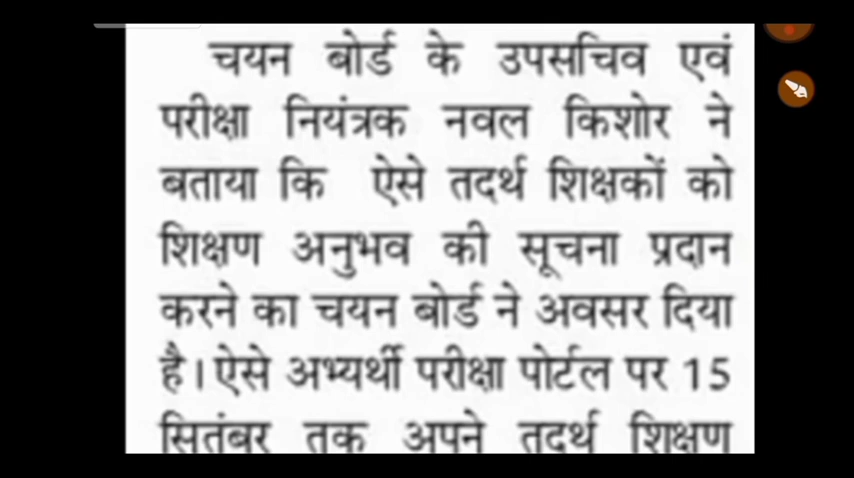 चयन बोर्ड के उपसचिव एवं
परीक्षा नियंत्रक नवल किशोर ने
बताया कि ऐसे तदर्थ शिक्षकों को
शिक्षण अनुभव की सूचना प्रदान
करने का चयन बोर्ड ने अवसर दिया
है। ऐसे अभ्यर्थी परीक्षा पोर्टल पर 15
सितंबर तक अपने तदर्थ शिक्षण